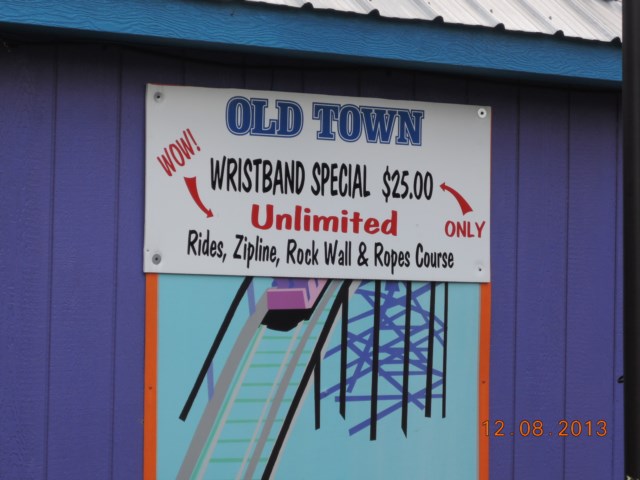 OLD TOWN
WOW!
WRISTBAND SPECIAL $25.00
Unlimited
ONLY
Rides, Zipline, Rock Wall & Ropes Course
12.08.2013